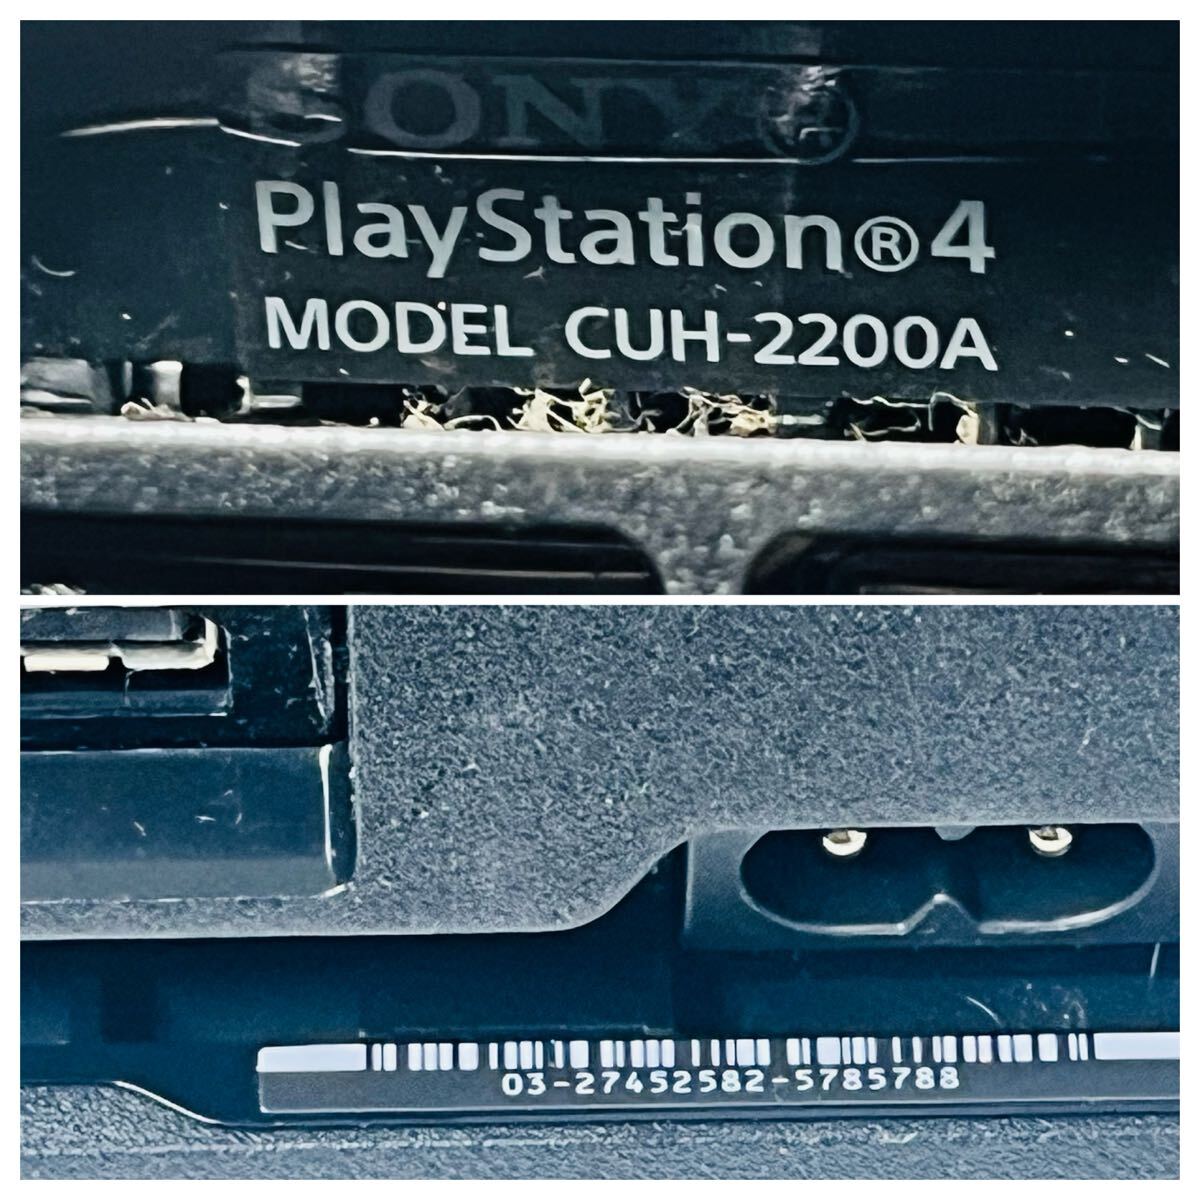 SONY®
PlayStation®4
MODEL CUH-2200A
03-27452582-5785788